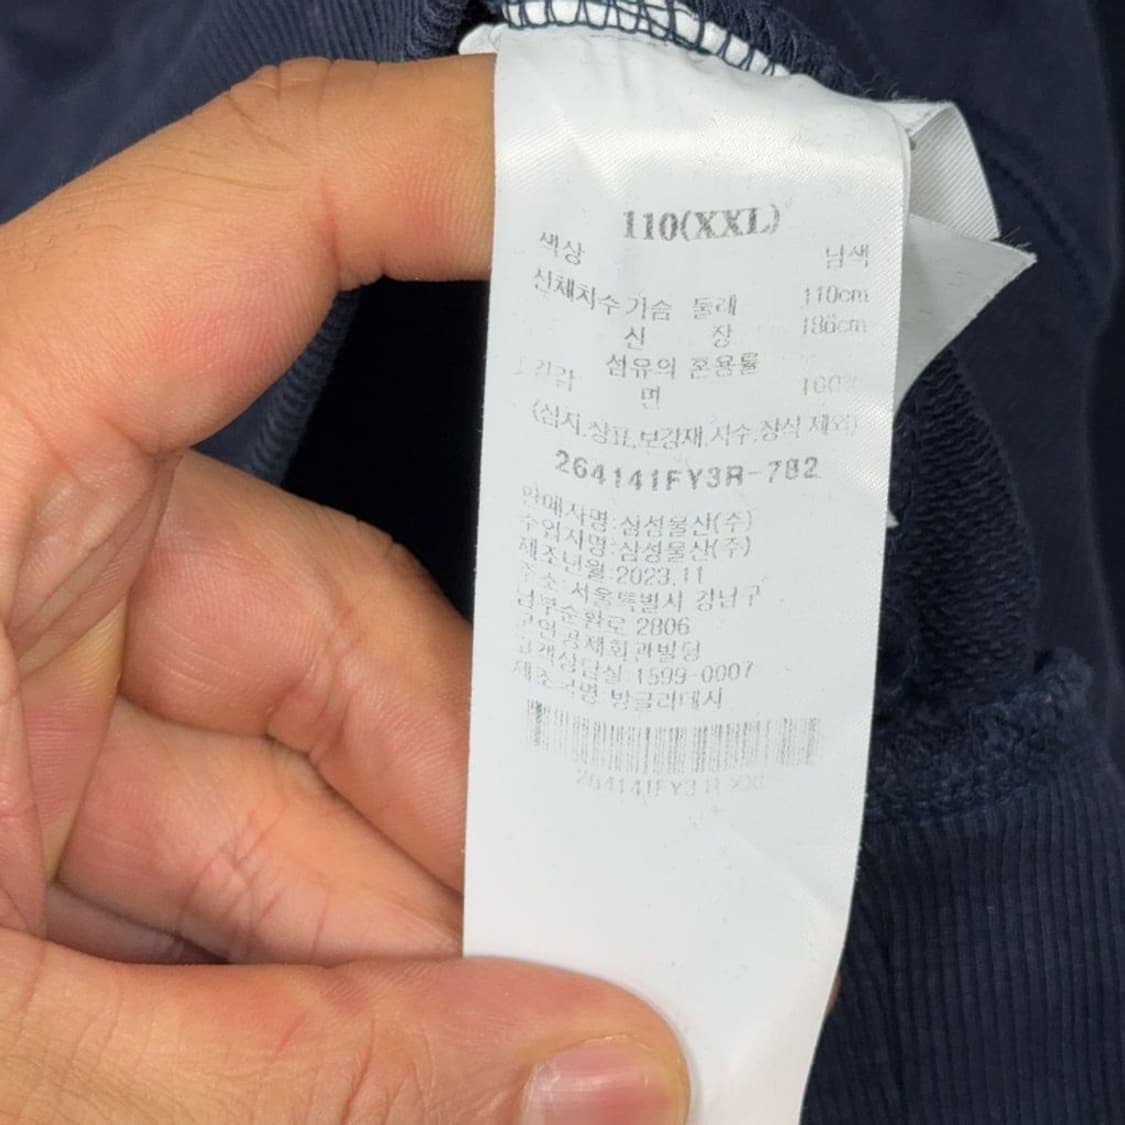 110(XXL)
색상 남색
신체치수 가슴 둘레 110cm
신 장 186cm
섬유의 혼용률
겉감 면 100%
(심지.상표.보강재.자수.장식 제외)
264141FY3R-782
판매자명:삼성물산(주)
수입자명:삼성물산(주)
제조년월:2023.11
주소:서울특별시 강남구
남부순환로 2806
군인공제회관빌딩
고객상담실 1599-0007
제조국명:방글라데시
264141FY3R XXL